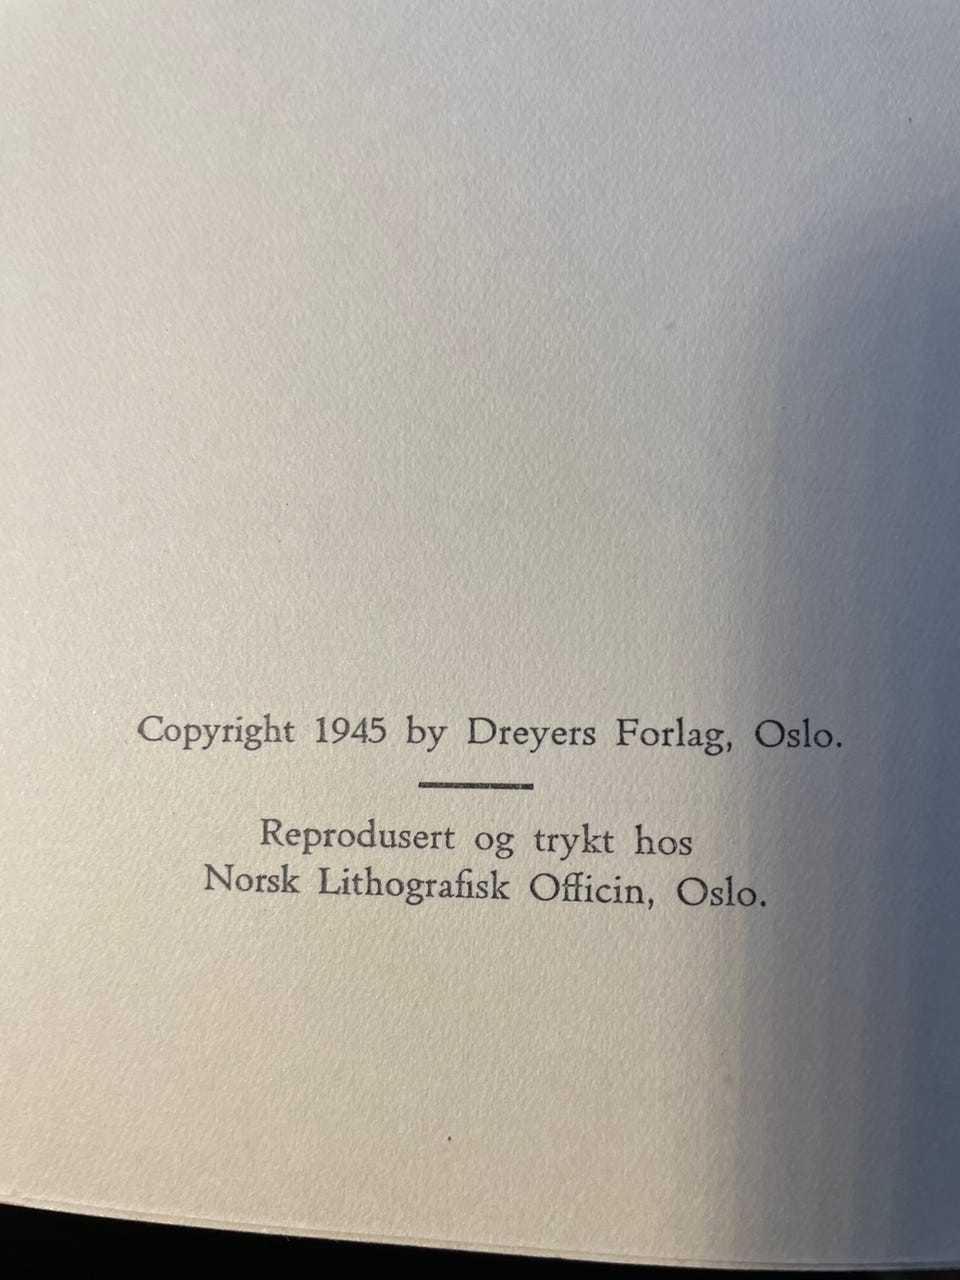 Copyright 1945 by Dreyers Forlag, Oslo.
Reprodusert og trykt hos
Norsk Lithografisk Officin, Oslo.